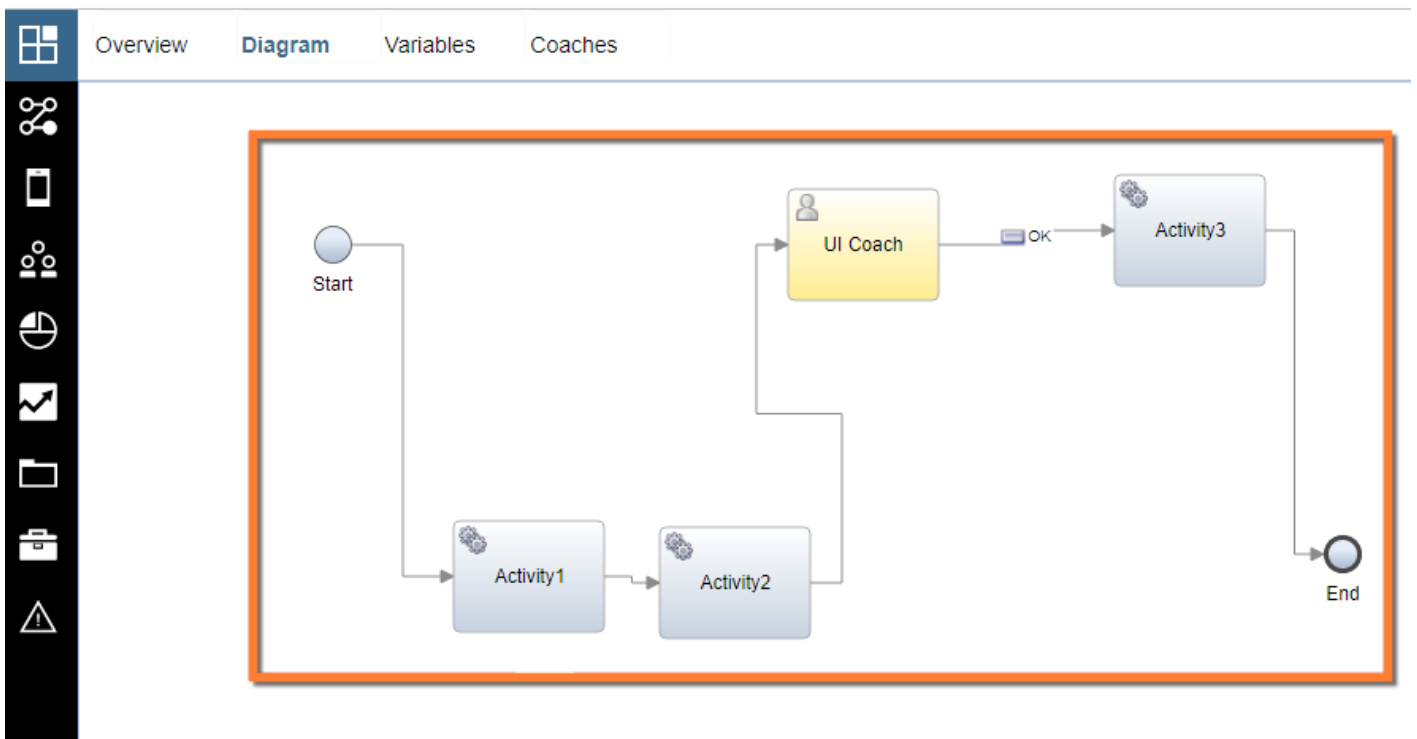 Overview
Diagram
Variables
Coaches
Start
UI Coach
OK
Activity3
Activity1
Activity2
End